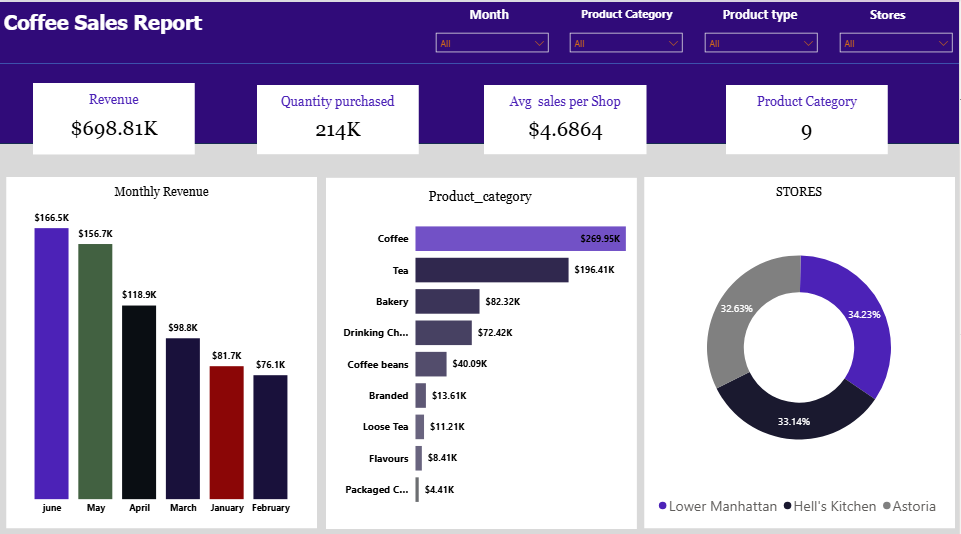 Coffee Sales Report
Month
Product Category
Product type
Stores
All
All
All
All
Revenue
$698.81K
Quantity purchased
214K
Avg sales per Shop
$4.6864
Product Category
9
Monthly Revenue
$166.5K
$156.7K
$118.9K
$98.8K
$81.7K
$76.1K
june
May
April
March
January
February
Product_category
Coffee
$269.95K
Tea
$196.41K
Bakery
$82.32K
Drinking Ch...
$72.42K
Coffee beans
$40.09K
Branded
$13.61K
Loose Tea
$11.21K
Flavours
$8.41K
Packaged C...
$4.41K
STORES
32.63%
34.23%
33.14%
Lower Manhattan
Hell's Kitchen
Astoria